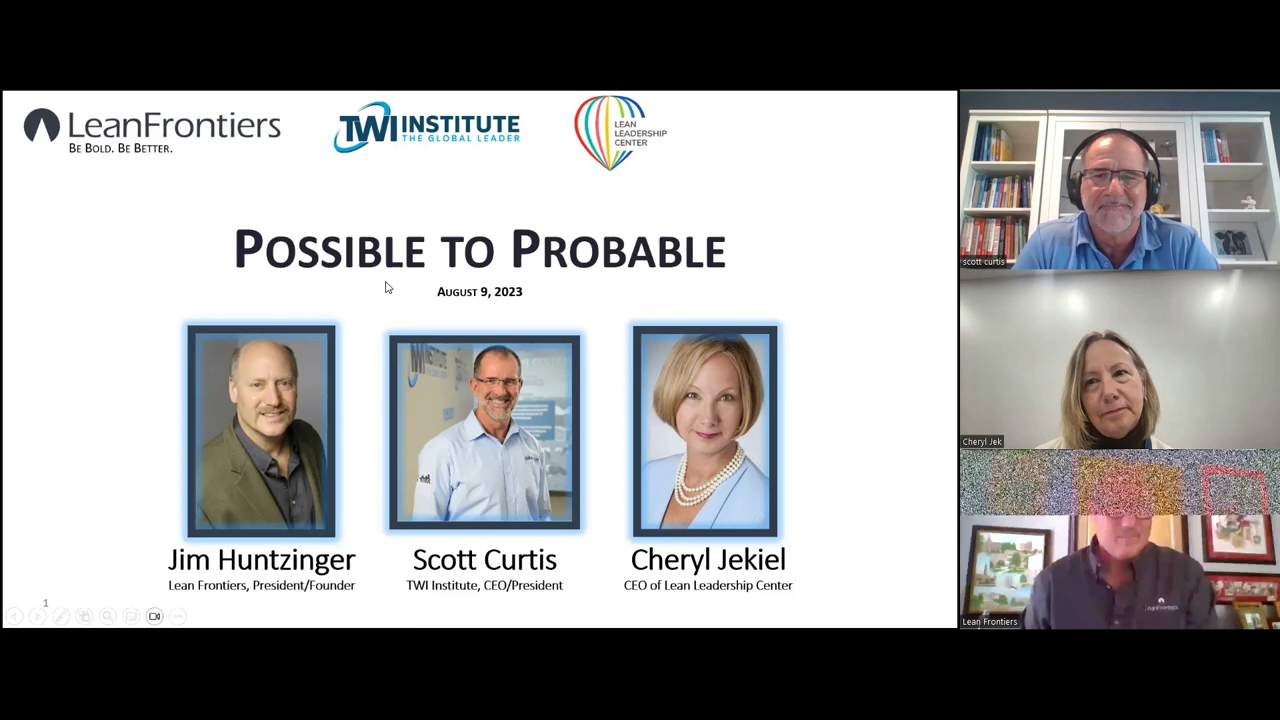 LeanFrontiers
BE BOLD. BE BETTER.
TWI INSTITUTE
THE GLOBAL LEADER
LEAN
LEADERSHIP
CENTER
POSSIBLE TO PROBABLE
AUGUST 9, 2023
Jim Huntzinger
Lean Frontiers, President/Founder
Scott Curtis
TWI Institute, CEO/President
Cheryl Jekiel
CEO of Lean Leadership Center
1
scott curtis
Cheryl Jek
LeanFrontiers
Lean Frontiers